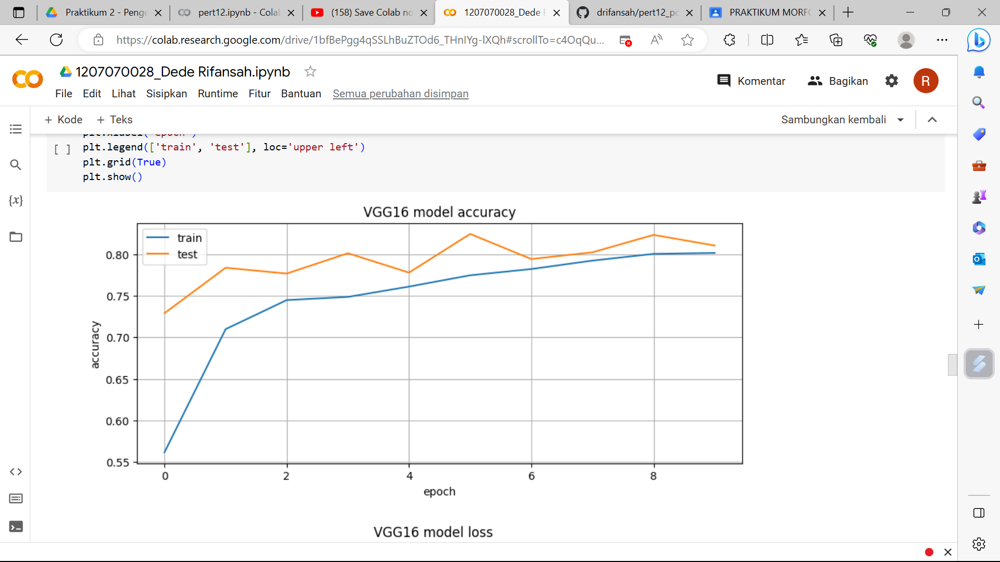 Praktikum 2 - Penge
pert12.ipynb - Colab
(158) Save Colab no
1207070028_Dede R
drifansah/pert12_pc
PRAKTIKUM MORFO
https://colab.research.google.com/drive/1bfBePgg4qSSLhBuZTOd6_THnIYg-lXQh#scrollTo=c4OqQu...
1207070028_Dede Rifansah.ipynb
Komentar
Bagikan
R
File Edit Lihat Sisipkan Runtime Fitur Bantuan Semua perubahan disimpan
+ Kode + Teks
Sambungkan kembali
plt.xlabel('epoch')
[ ] plt.legend(['train', 'test'], loc='upper left')
plt.grid(True)
plt.show()
{x}
VGG16 model accuracy
train
test
0.80
0.75
0.70
0.65
0.60
0.55
accuracy
0 2 4 6 8
epoch
VGG16 model loss